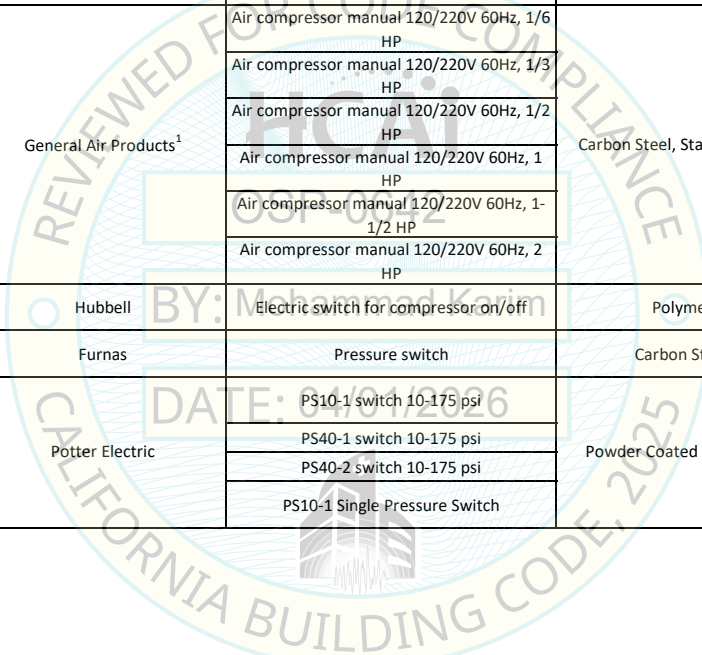 Air compressor manual 120/220V 60Hz, 1/6
HP
Air compressor manual 120/220V 60Hz, 1/3
HP
Air compressor manual 120/220V 60Hz, 1/2
HP
General Air Products1
Carbon Steel, Sta
Air compressor manual 120/220V 60Hz, 1
HP
Air compressor manual 120/220V 60Hz, 1-
1/2 HP
Air compressor manual 120/220V 60Hz, 2
HP
Hubbell
Electric switch for compressor on/off
Polyme
Furnas
Pressure switch
Carbon St
Potter Electric
PS10-1 switch 10-175 psi
PS40-1 switch 10-175 psi
PS40-2 switch 10-175 psi
PS10-1 Single Pressure Switch
Powder Coated
REVIEWED FOR CODE COMPLIANCE
HCAi
OSP-0642
BY: Mohammad Karim
DATE: 04/01/2026
CALIFORNIA BUILDING CODE, 2025